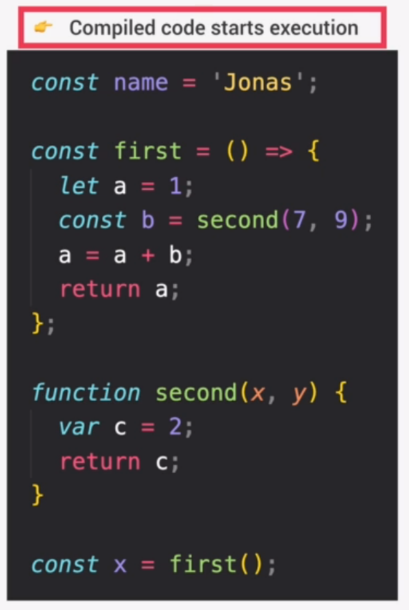 👉 Compiled code starts execution
const name = 'Jonas';
const first = () => {
let a = 1;
const b = second(7, 9);
a = a + b;
return a;
};
function second(x, y) {
var c = 2;
return c;
}
const x = first();